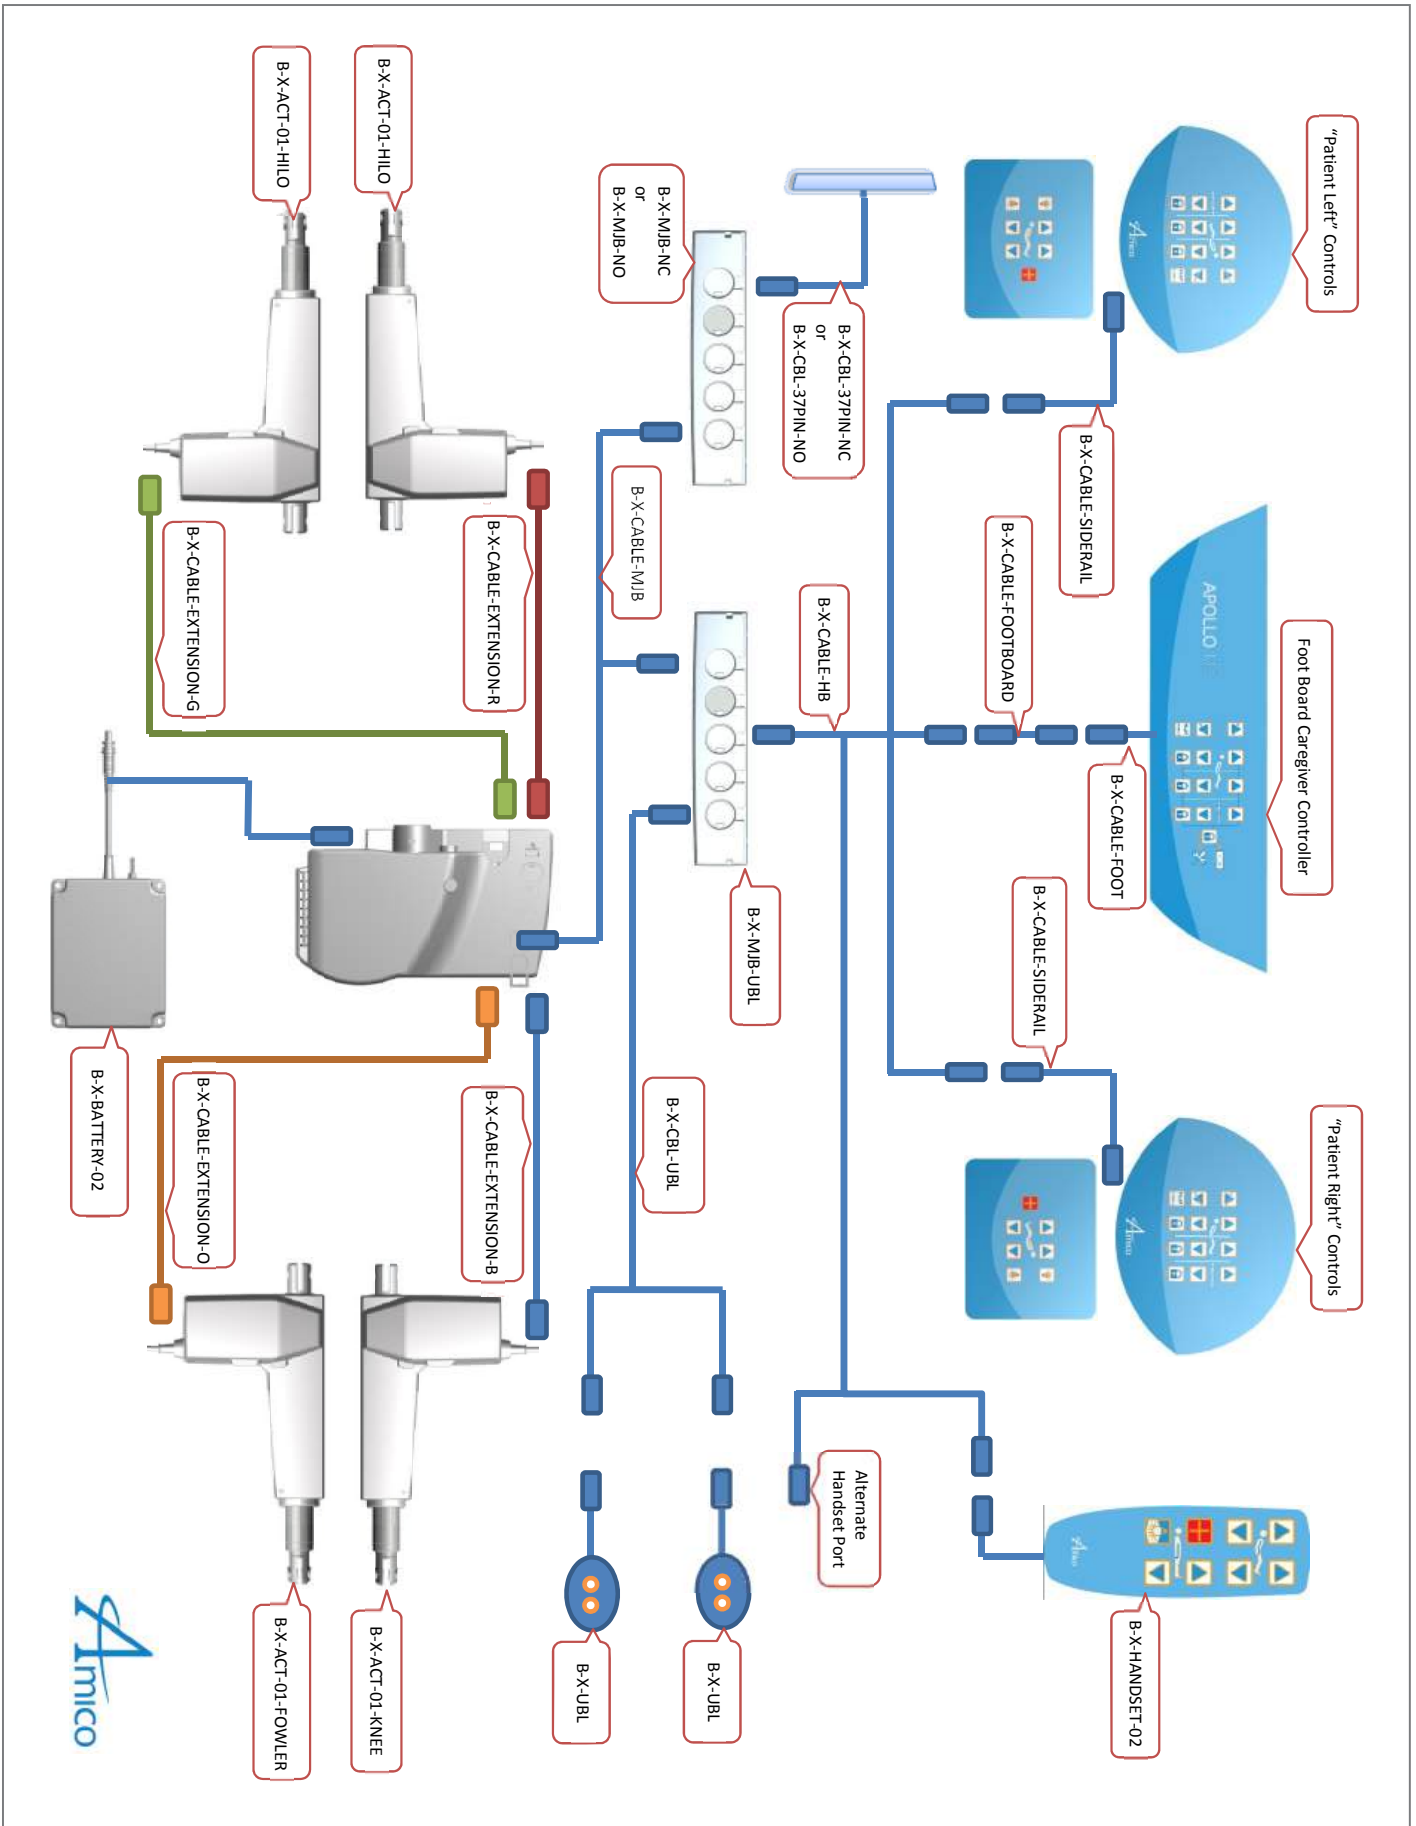 "Patient Left" Controls
Foot Board Caregiver Controller
"Patient Right" Controls
Amico
APOLLO
Amico
B-X-CABLE-SIDERAIL
B-X-CABLE-FOOTBOARD
B-X-CABLE-FOOT
B-X-CABLE-SIDERAIL
B-X-HANDSET-02
Amico
B-X-CBL-37PIN-NC
or
B-X-CBL-37PIN-NO
B-X-CABLE-HB
Alternate
Handset Port
B-X-MJB-NC
or
B-X-MJB-NO
B-X-MJB-UBL
B-X-CABLE-MJB
B-X-CBL-UBL
B-X-UBL
B-X-UBL
B-X-ACT-01-HILO
B-X-CABLE-EXTENSION-R
B-X-CABLE-EXTENSION-B
B-X-ACT-01-KNEE
B-X-ACT-01-HILO
B-X-CABLE-EXTENSION-G
B-X-CABLE-EXTENSION-O
B-X-ACT-01-FOWLER
B-X-BATTERY-02
Amico